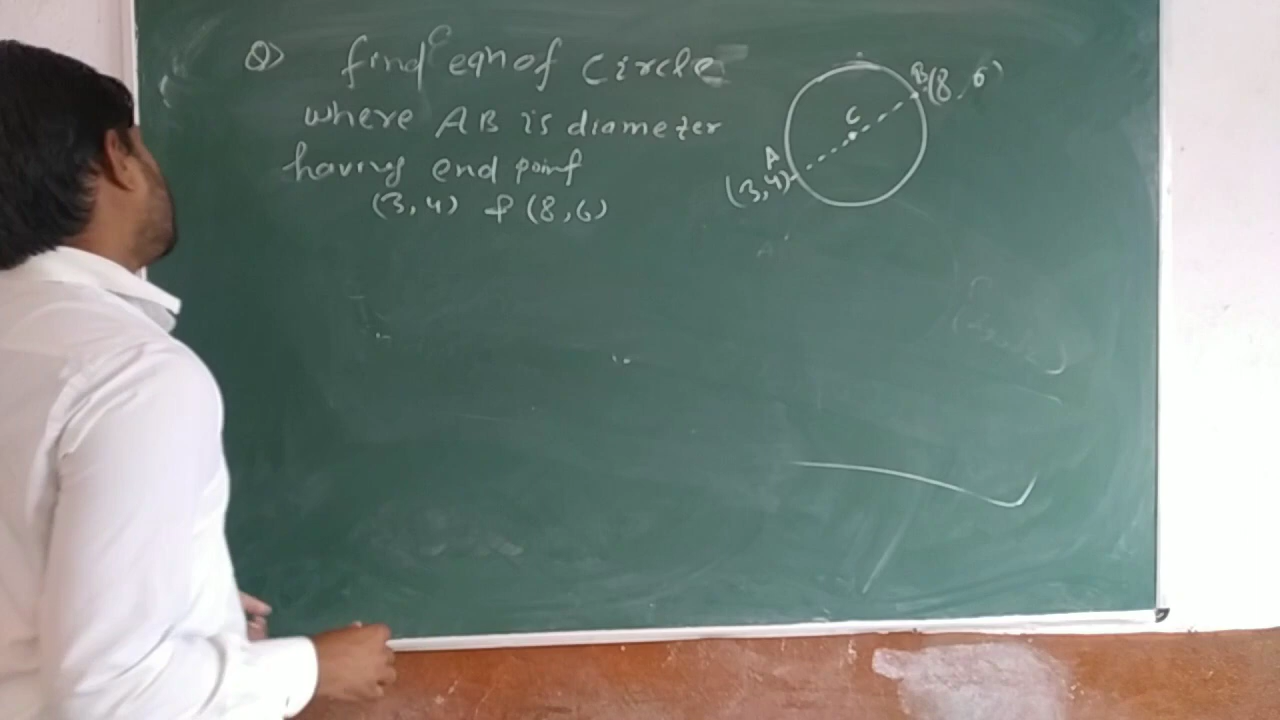 Q> find eqn of circle
where AB is diameter
having end point
(3,4) & (8,6)
B(8,6)
C
A
(3,4)